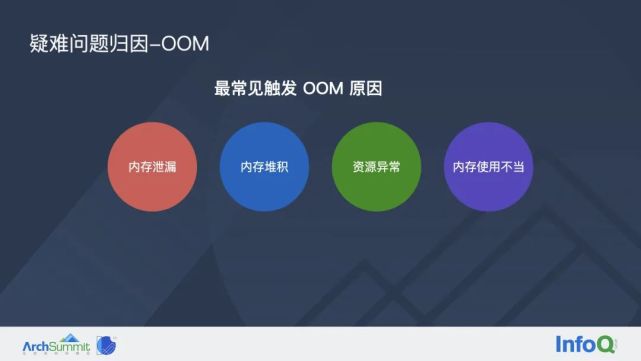 疑难问题归因-OOM
最常见触发 OOM 原因
内存泄漏
内存堆积
资源异常
内存使用不当
ArchSummit
InfoQ